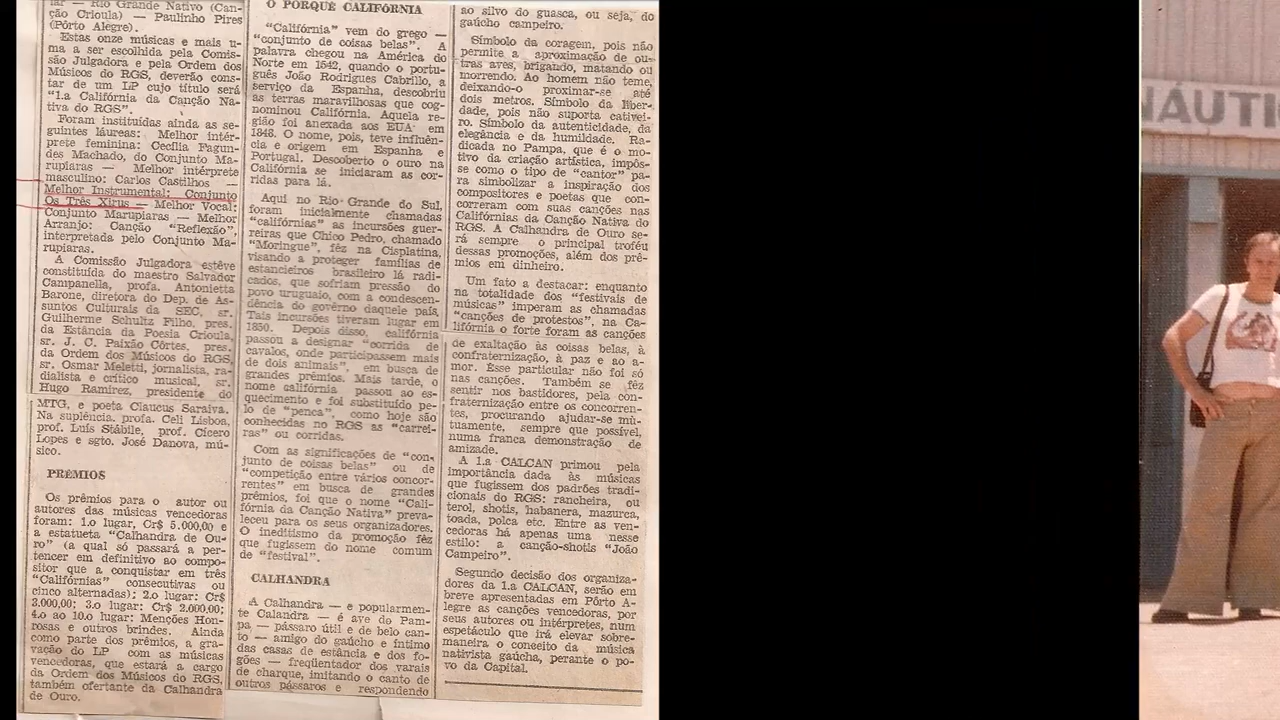 iar — Rio Grande Nativo (Can-
ção Crioula) — Paulinho Pires
(Pôrto Alegre).
Estas onze músicas e mais u-
ma a ser escolhida pela Comis-
são Julgadora e pela Ordem dos
Músicos do RGS, deverão cons-
tar de um LP cujo título será
"1.a Califórnia da Canção Na-
tiva do RGS".
Foram instituídas ainda as se-
guintes láureas: Melhor intér-
prete feminina: Cecília Fagun-
des Machado, do Conjunto Ma-
rupiaras — Melhor intérprete
masculino: Carlos Castilhos —
Melhor Instrumental: Conjunto
Os Três Xirus — Melhor Vocal:
Conjunto Marupiaras — Melhor
Arranjo: Canção "Reflexão",
interpretada pelo Conjunto Ma-
rupiaras.
A Comissão Julgadora estêve
constituída do maestro Salvador
Campanella, profa. Antonietta
Barone, diretora do Dep. de As-
suntos Culturais da SEC, sr.
Guilherme Schultz Filho, pres.
da Estância da Poesia Crioula,
sr. J. C. Paixão Côrtes, pres.
da Ordem dos Músicos do RGS,
sr. Osmar Meletti, jornalista, ra-
dialista e crítico musical, sr.
Hugo Ramirez, presidente do
MTG, e poeta Glaucus Saraiva.
Na suplência, profa. Celi Lisboa,
prof. Luís Stábile, prof. Cícero
Lopes e sgto. José Danova, mú-
sico.
PRÊMIOS
Os prêmios para o autor ou
autores das músicas vencedoras
foram: 1.o lugar, Cr$ 5.000,00 e
a estatueta "Calhandra de Ou-
ro" (a qual só passará a per-
tencer em definitivo ao compo-
sitor que a conquistar em três
"Califórnias" consecutivas ou
cinco alternadas); 2.o lugar: Cr$
3.000,00; 3.o lugar: Cr$ 2.000,00;
4.o ao 10.o lugar: Menções Hon-
rosas e outros brindes. Ainda
como parte dos prêmios, a gra-
vação do LP com as músicas
vencedoras, que estará a cargo
da Ordem dos Músicos do RGS,
também ofertante da Calhandra
de Ouro.
O PORQUÊ CALIFÓRNIA
"Califórnia" vem do grego —
"conjunto de coisas belas". A
palavra chegou na América do
Norte em 1542, quando o portu-
guês João Rodrigues Cabrillo, a
serviço da Espanha, descobriu
as terras maravilhosas que cog-
nominou Califórnia. Aquela re-
gião foi anexada aos EUA em
1848. O nome, pois, teve influên-
cia e origem em Espanha e
Portugal. Descoberto o ouro na
Califórnia se iniciaram as cor-
ridas para lá.
Aqui no Rio Grande do Sul,
foram inicialmente chamadas
"califórnias" as incursões guer-
reiras que Chico Pedro, chamado
"Moringue", fêz na Cisplatina,
visando a proteger famílias de
estancieiros brasileiro lá radi-
cados, que sofriam pressão do
povo uruguaio, com a condescen-
dência do govêrno daquele país,
Tais incursões tiveram lugar em
1850. Depois disso, califórnia
passou a designar "corrida de
cavalos, onde participassem mais
de dois animais", em busca de
grandes prêmios. Mais tarde, o
nome califórnia passou ao es-
quecimento e foi substituído pe-
lo de "penca", como hoje são
conhecidas no RGS as "carrei-
ras" ou corridas.
Com as significações de "con-
junto de coisas belas" ou de
"competição entre vários concor-
rentes" em busca de grandes
prêmios, foi que o nome "Cali-
fórnia da Canção Nativa" preva-
leceu para os seus organizadores.
O ineditismo da promoção fêz
que fugissem do nome comum
de "festival".
CALHANDRA
A Calhandra — e popularmen-
te Calandra — é ave do Pam-
pa — pássaro útil e de belo can-
to — amigo do gaúcho e íntimo
das casas de estância e dos fo-
gões — freqüentador dos varais
de charque, imitando o canto de
outros pássaros e respondendo
ao silvo do guasca, ou seja, do
gaúcho campeiro.
Símbolo da coragem, pois não
permite a aproximação de ou-
tras aves, brigando, matando ou
morrendo. Ao homem não teme,
deixando-o proximar-se até
dois metros. Símbolo da liber-
dade, pois não suporta cativei-
ro. Símbolo da autenticidade, da
elegância e da humildade. Ra-
dicada no Pampa, que é o mo-
tivo da criação artística, impôs-
se como o tipo de "cantor" pa-
ra simbolizar a inspiração dos
compositores e poetas que con-
correram com suas canções nas
Califórnias da Canção Nativa do
RGS. A Calhandra de Ouro se-
rá sempre o principal troféu
dessas promoções, além dos prê-
mios em dinheiro.
Um fato a destacar: enquanto
na totalidade dos "festivais de
músicas" imperam as chamadas
"canções de protestos", na Ca-
lifórnia o forte foram as canções
de exaltação às coisas belas, à
confraternização, à paz e ao a-
mor. Êsse particular não foi só
nas canções. Também se fêz
sentir nos bastidores, pela con-
fraternização entre os concorren-
tes, procurando ajudar-se mù-
tuamente, sempre que possível,
numa franca demonstração de
amizade.
A 1.a CALCAN primou pela
importância dada às músicas
que fugissem dos padrões tradi-
cionais do RGS: rancheira, ou
terol, shotis, habanera, mazurca,
toada, polca etc. Entre as ven-
cedoras há apenas uma nesse
estilo: a canção-shotis "João
Campeiro".
Segundo decisão dos organiza-
dores da 1.a CALCAN, serão em
breve apresentadas em Pôrto A-
legre as canções vencedoras, por
seus autores ou intérpretes, num
espetáculo que irá elevar sobre-
maneira o conceito da música
nativista gaúcha, perante o po-
vo da Capital.
NÁUTI